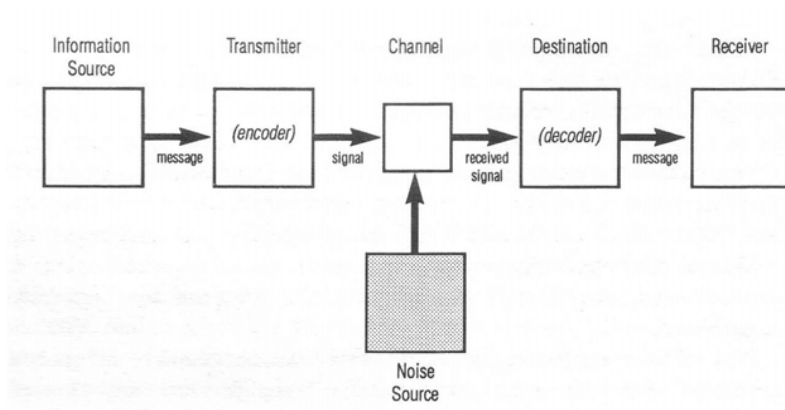 Information
Source
Transmitter
Channel
Destination
Receiver
(encoder)
(decoder)
message
signal
received
signal
message
Noise
Source